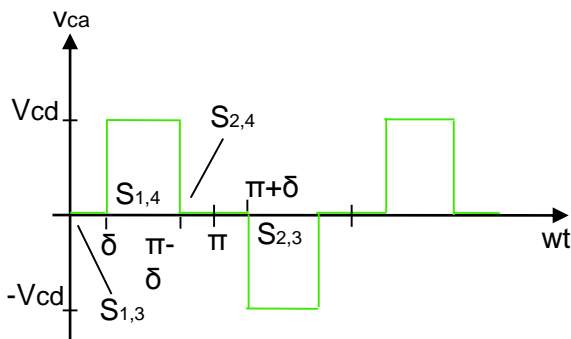 vca
Vcd
S2,4
π+δ
S1,4
S2,3
δ
π-
δ
π
wt
-Vcd
S1,3